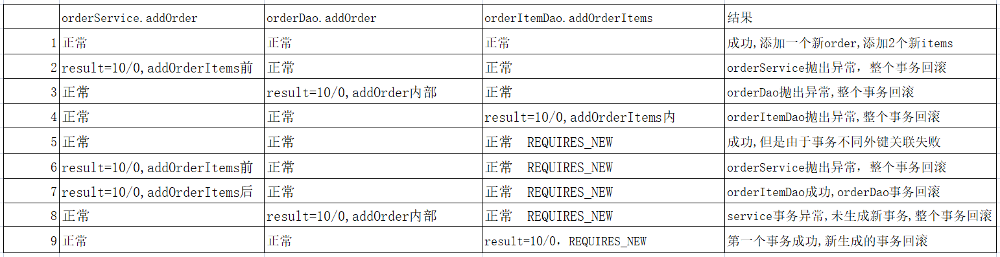 orderService.addOrder orderDao.addOrder orderItemDao.addOrderItems 结果
1 正常 正常 正常 成功,添加一个新order,添加2个新items
2 result=10/0,addOrderItems前 正常 正常 orderService抛出异常，整个事务回滚
3 正常 result=10/0,addOrder内部 正常 orderDao抛出异常,整个事务回滚
4 正常 正常 result=10/0,addOrderItems内 orderItemDao抛出异常,整个事务回滚
5 正常 正常 正常 REQUIRES_NEW 成功,但是由于事务不同外键关联失败
6 result=10/0,addOrderItems前 正常 正常 REQUIRES_NEW orderService抛出异常，整个事务回滚
7 result=10/0,addOrderItems后 正常 正常 REQUIRES_NEW orderItemDao成功,orderDao事务回滚
8 正常 result=10/0,addOrder内部 正常 REQUIRES_NEW service事务异常,未生成新事务,整个事务回滚
9 正常 正常 result=10/0，REQUIRES_NEW 第一个事务成功,新生成的事务回滚